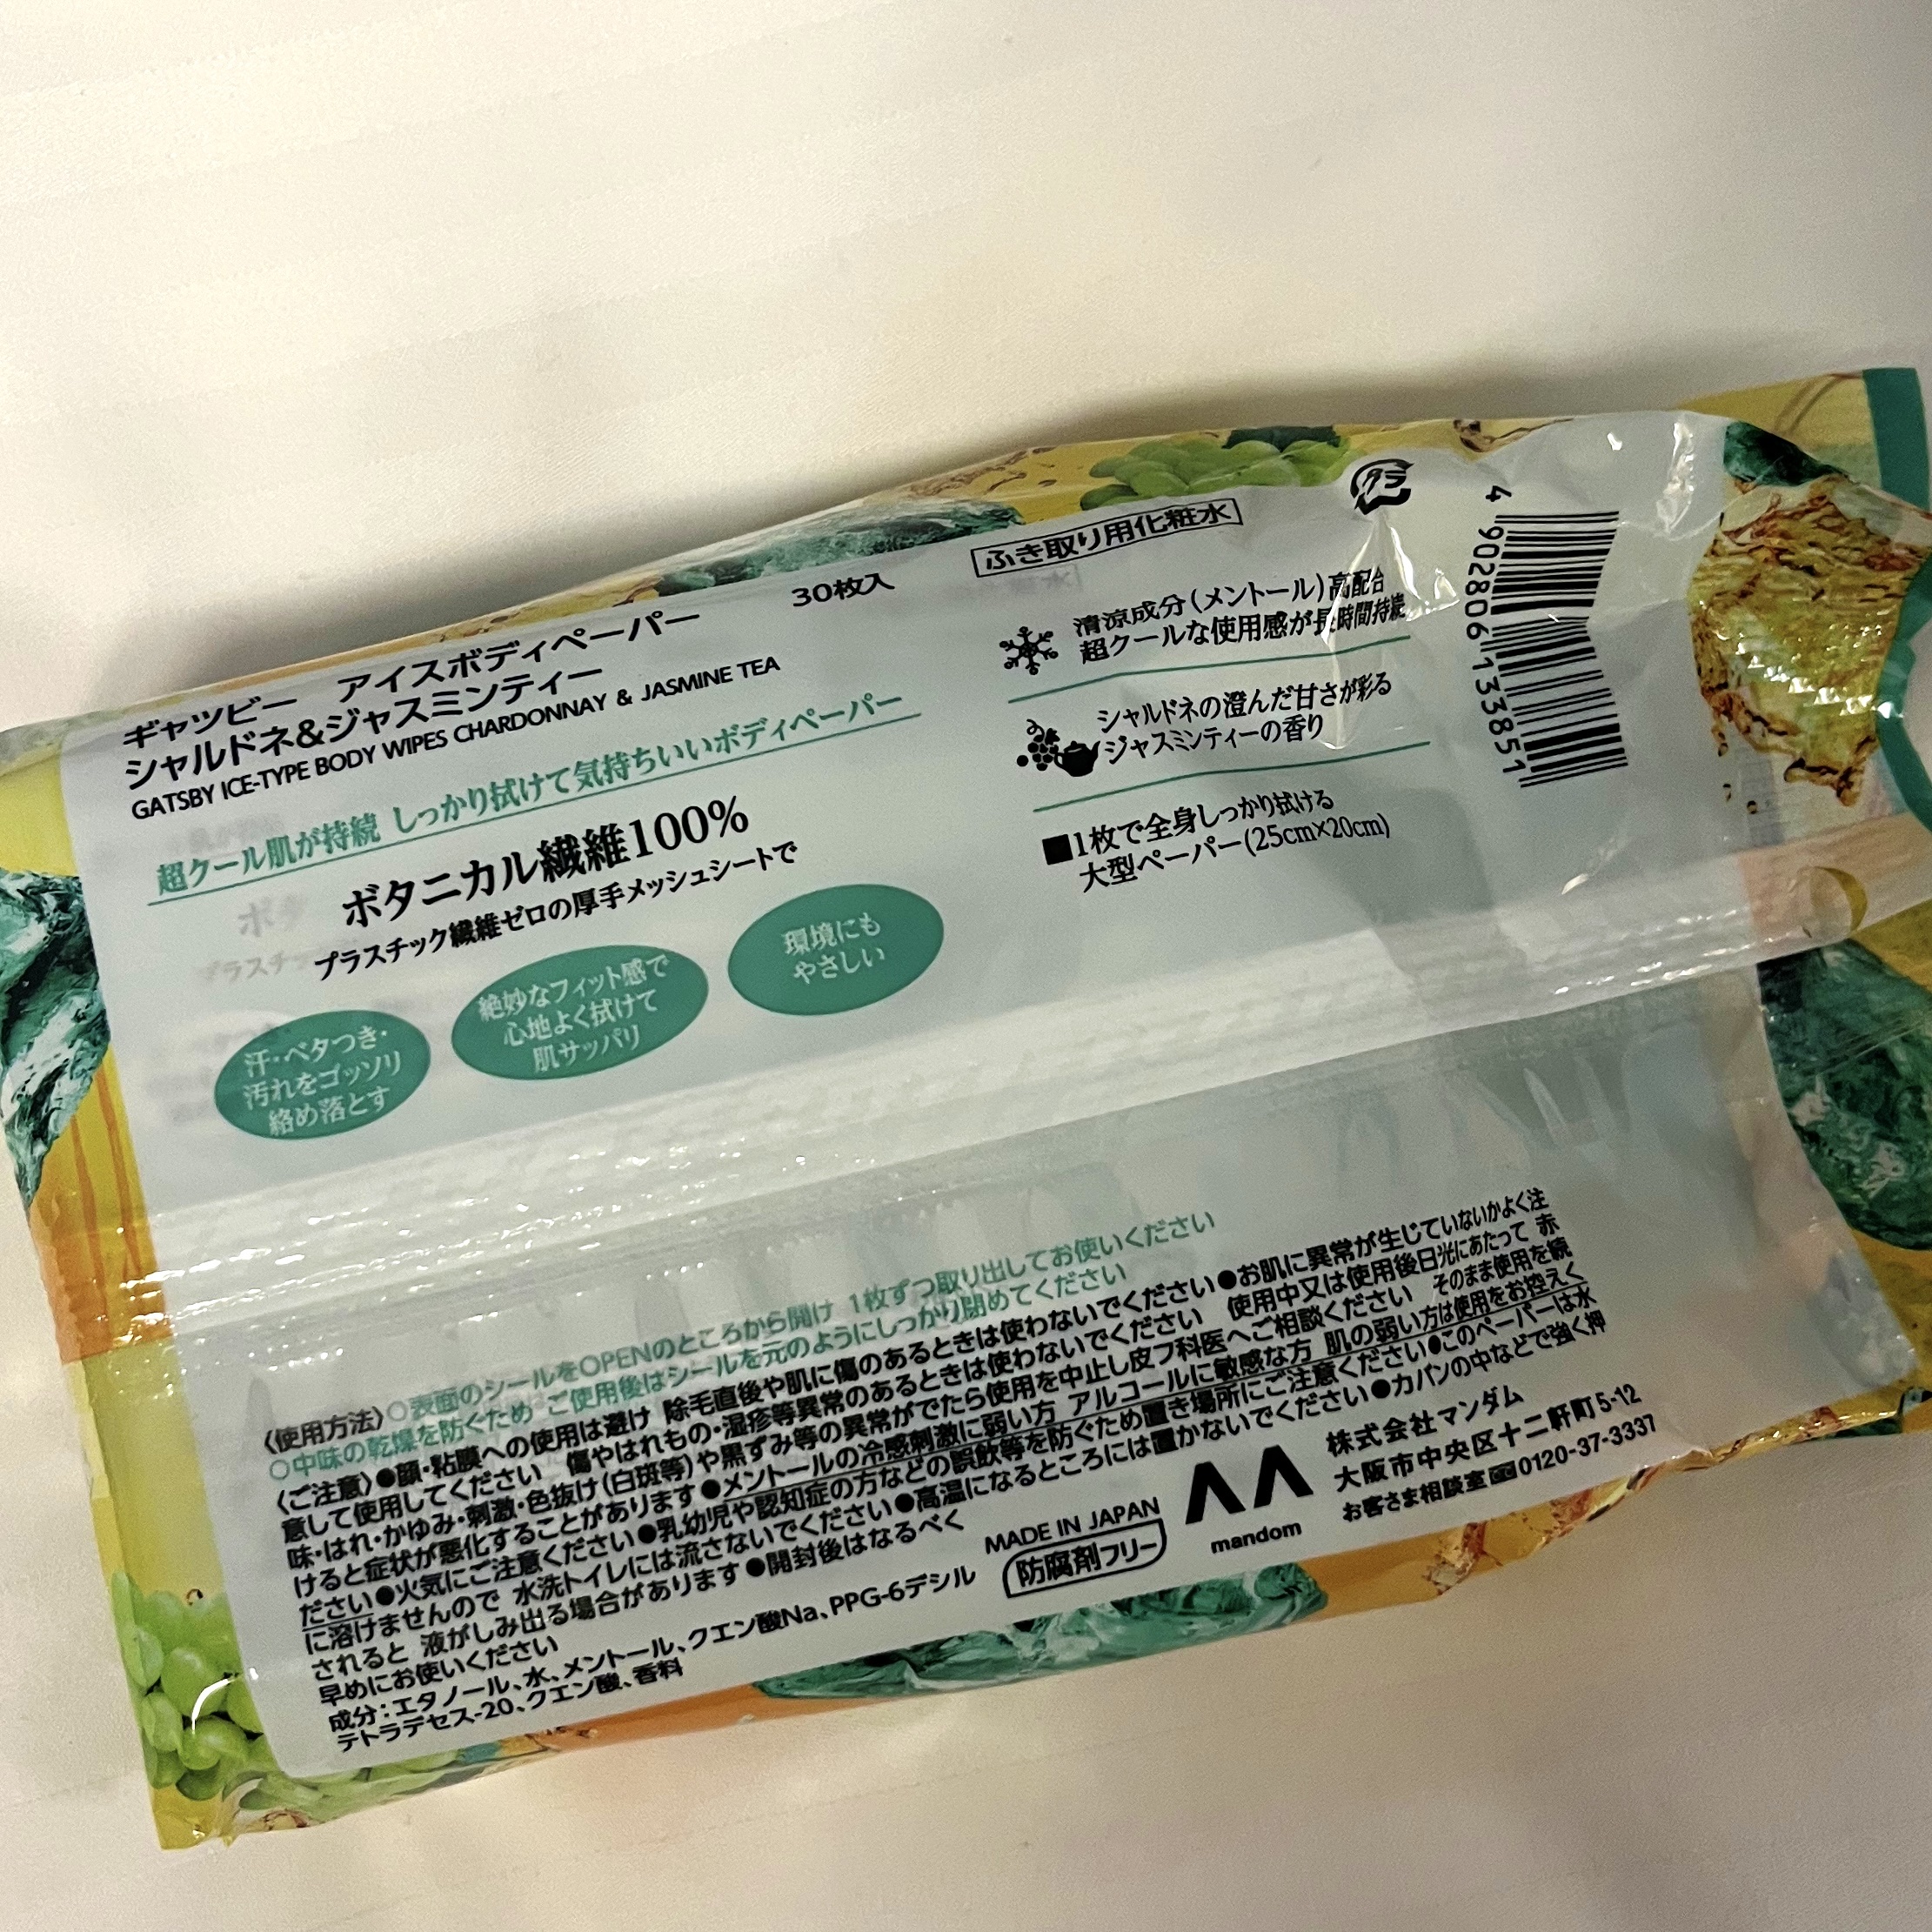 ギャツビー アイスボディペーパー
シャルドネ&ジャスミンティー
30枚入
GATSBY ICE-TYPE BODY WIPES CHARDONNAY & JASMINE TEA
超クール肌が持続 しっかり拭けて気持ちいいボディペーパー
ボタニカル繊維100%
プラスチック繊維ゼロの厚手メッシュシートで
汗・ベタつき・
汚れをゴッソリ
絡め落とす
絶妙なフィット感で
心地よく拭けて
肌サッパリ
環境にも
やさしい
ふき取り用化粧水
清涼成分(メントール)高配合
超クールな使用感が長時間持続
シャルドネの澄んだ甘さが彩る
ジャスミンティーの香り
■1枚で全身しっかり拭ける
大型ペーパー(25cm×20cm)
プラ
4 902806 133851
〈使用方法〉○表面のシールをOPENのところから開け 1枚ずつ取り出してお使いください
○中味の乾燥を防ぐため ご使用後はシールを元のようにしっかり閉めてください
〈ご注意〉●顔・粘膜への使用は避け 除毛直後や肌に傷のあるときは使わないでください●お肌に異常が生じていないかよく注
意して使用してください 傷やはれもの・湿疹等異常のあるときは使わないでください 使用中又は使用後日光にあたって 赤
味・はれ・かゆみ・刺激・色抜け(白斑等)や黒ずみ等の異常がでたら使用を中止し皮フ科医へご相談ください そのまま使用を続
けると症状が悪化することがあります●メントールの冷感刺激に弱い方 アルコールに敏感な方 肌の弱い方は使用をお控えく
ださい●火気にご注意ください●乳幼児や認知症の方などの誤飲等を防ぐため置き場所にご注意ください●このペーパーは水
に溶けませんので 水洗トイレには流さないでください●高温になるところには置かないでください●カバンの中などで強く押
されると 液がしみ出る場合があります●開封後はなるべく
早めにお使いください
成分:エタノール、水、メントール、クエン酸Na、PPG-6デシル
テトラデセス-20、クエン酸、香料
MADE IN JAPAN
防腐剤フリー
mandom
株式会社マンダム
大阪市中央区十二軒町5-12
お客さま相談室 0120-37-3337